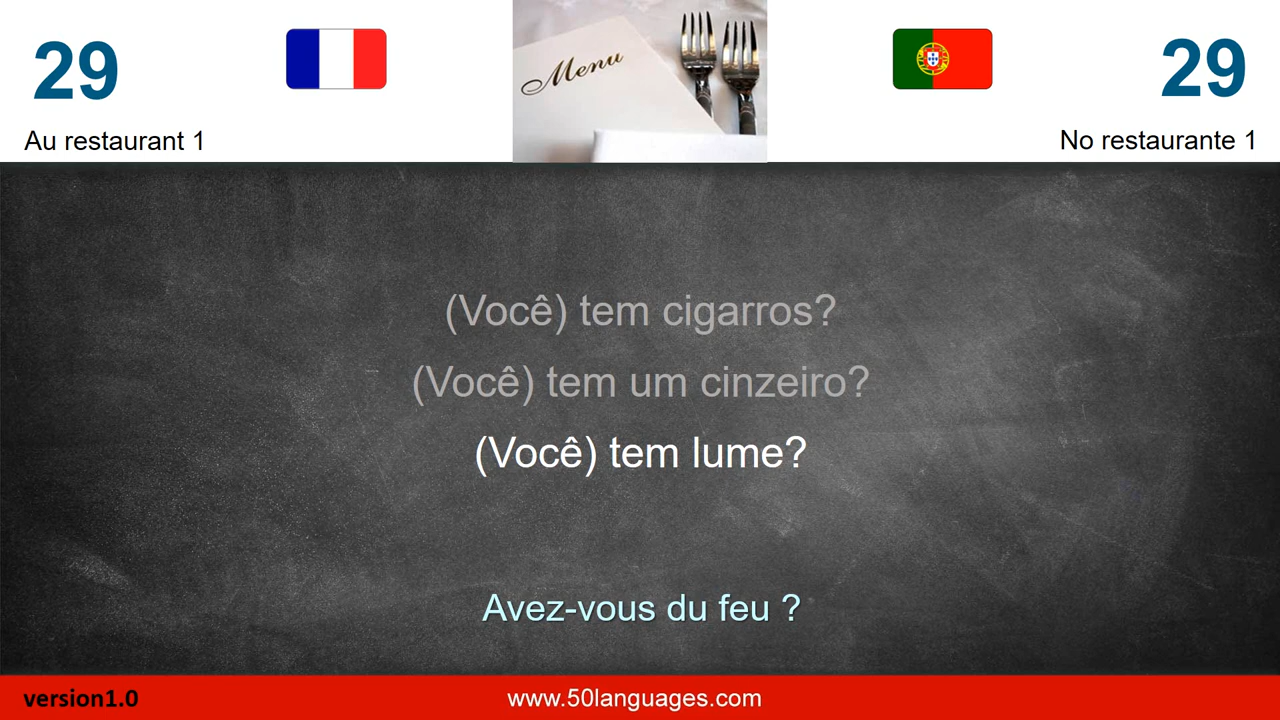 29
29
Au restaurant 1
Menu
No restaurante 1
(Você) tem cigarros?
(Você) tem um cinzeiro?
(Você) tem lume?
Avez-vous du feu ?
version1.0
www.50languages.com